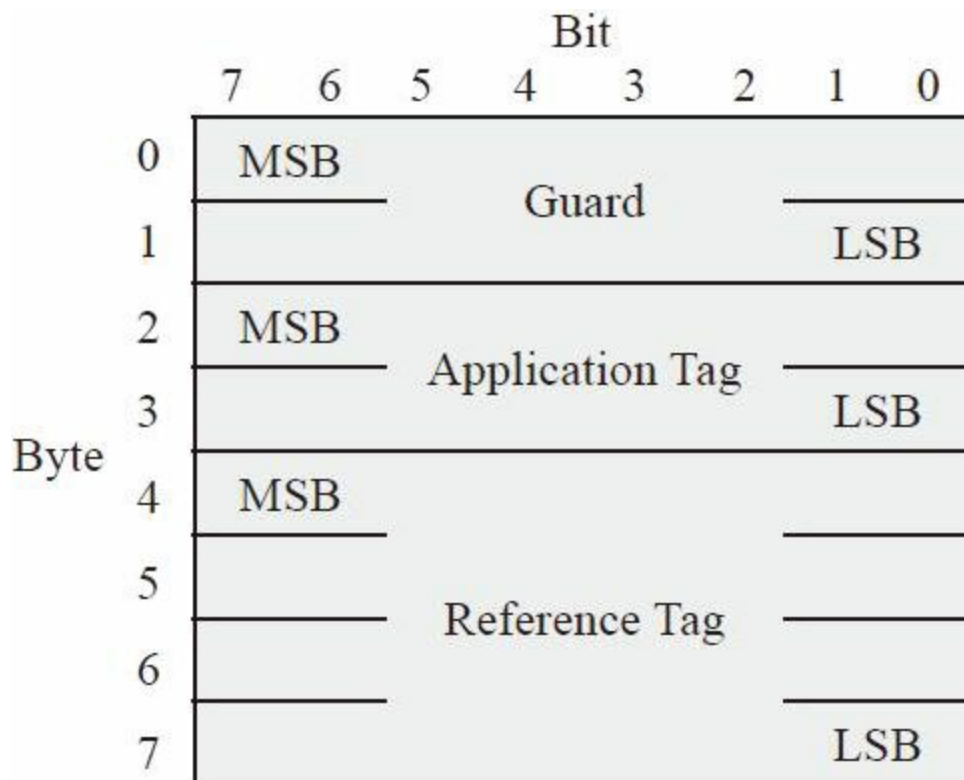 Bit
7 6 5 4 3 2 1 0
0 MSB
Guard
1 LSB
2 MSB
Application Tag
3 LSB
Byte
4 MSB
5
Reference Tag
6
7 LSB